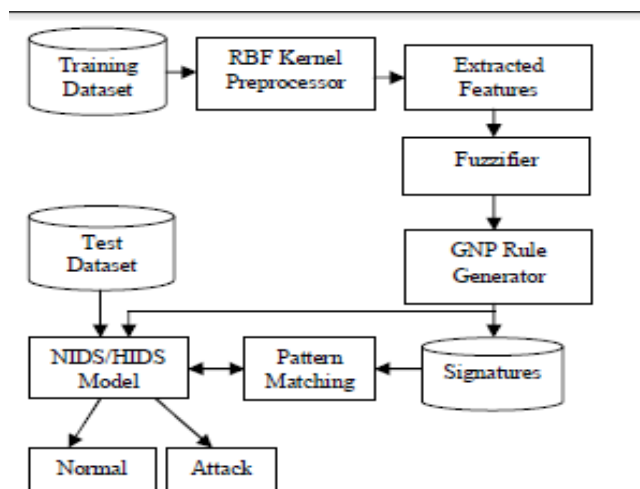 Training
Dataset
RBF Kernel
Preprocessor
Extracted
Features
Fuzzifier
Test
Dataset
GNP Rule
Generator
NIDS/HIDS
Model
Pattern
Matching
Signatures
Normal
Attack